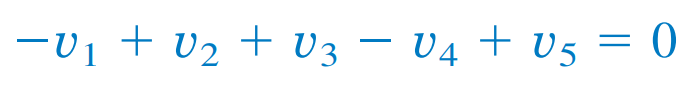 −v₁ + v₂ + v₃ − v₄ + v₅ = 0